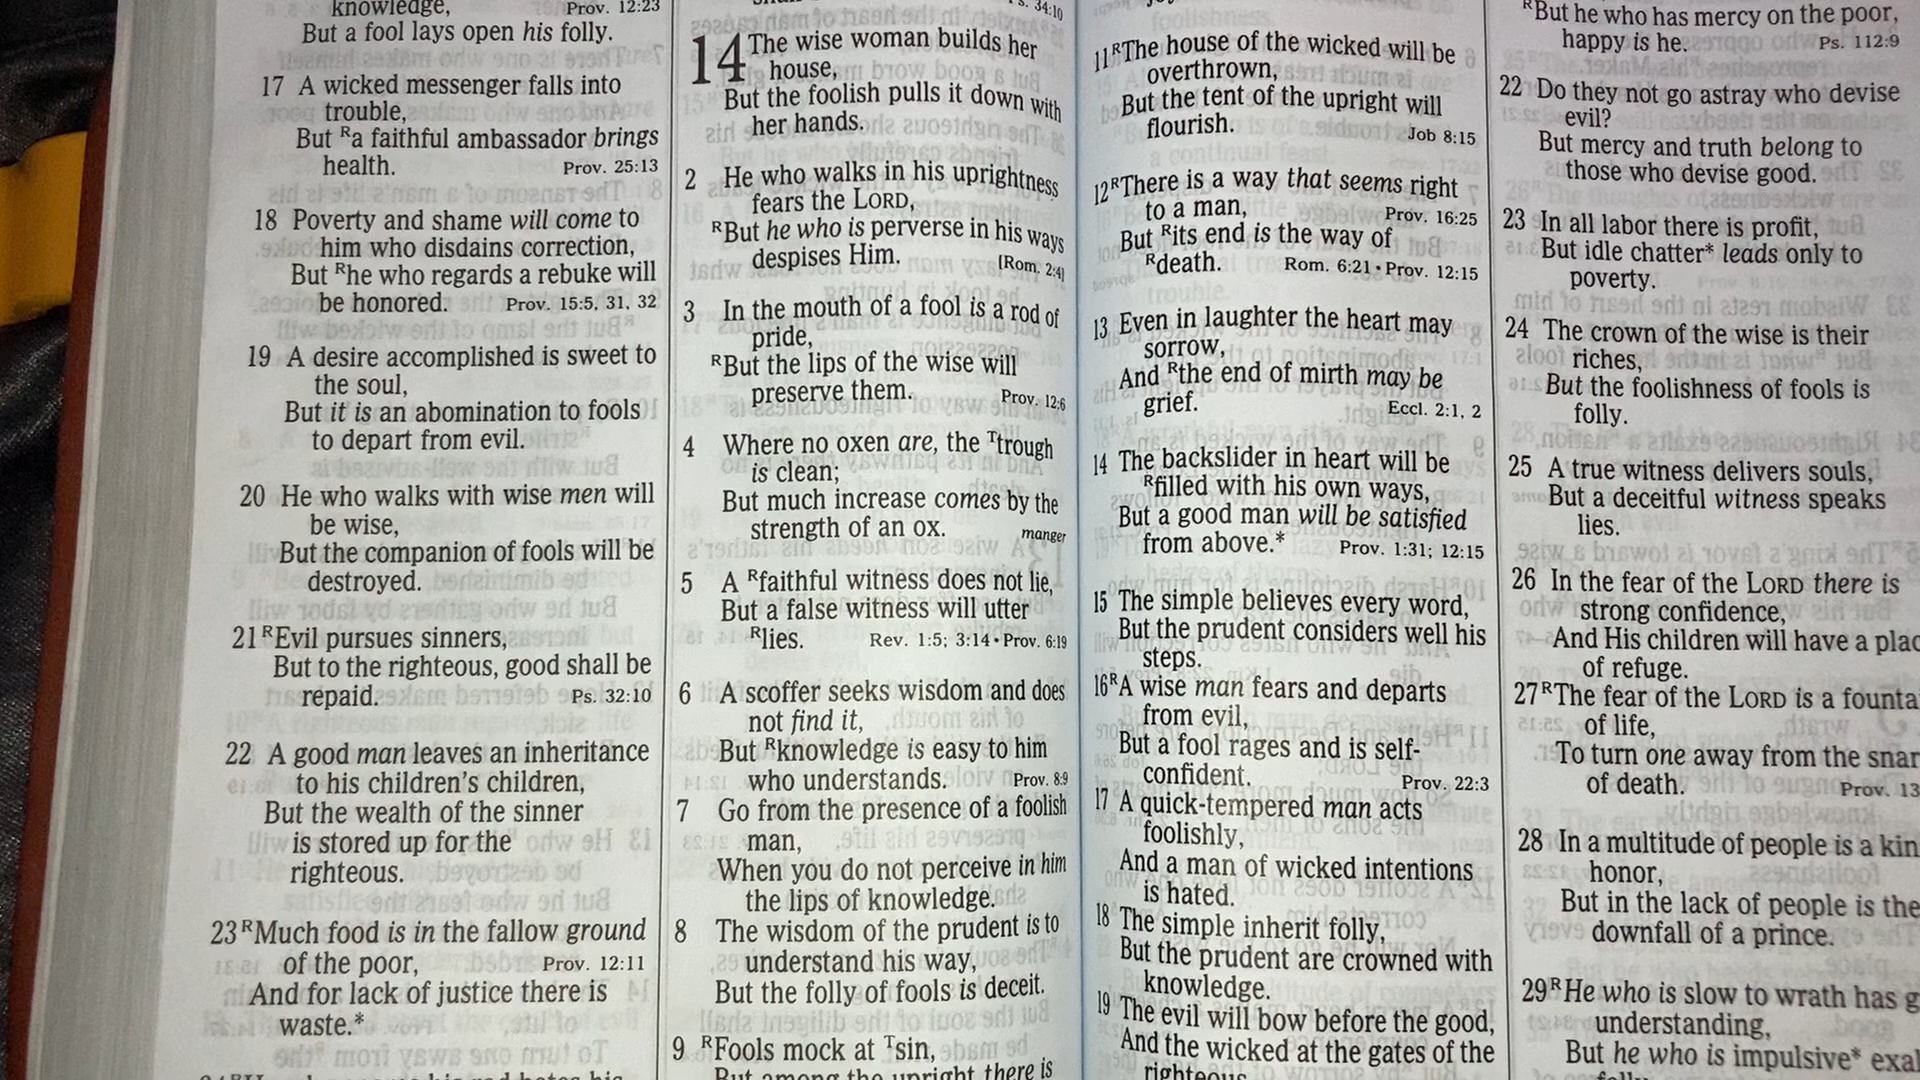 knowledge, Prov. 12:23
But a fool lays open his folly.
17 A wicked messenger falls into
trouble,
But ᴿa faithful ambassador brings
health. Prov. 25:13
18 Poverty and shame will come to
him who disdains correction,
But ᴿhe who regards a rebuke will
be honored. Prov. 15:5, 31, 32
19 A desire accomplished is sweet to
the soul,
But it is an abomination to fools
to depart from evil.
20 He who walks with wise men will
be wise,
But the companion of fools will be
destroyed.
21 ᴿEvil pursues sinners,
But to the righteous, good shall be
repaid. Ps. 32:10
22 A good man leaves an inheritance
to his children's children,
But the wealth of the sinner
is stored up for the
righteous.
23 ᴿMuch food is in the fallow ground
of the poor, Prov. 12:11
And for lack of justice there is
waste.*
34:10
14 The wise woman builds her
house,
But the foolish pulls it down with
her hands.
2 He who walks in his uprightness
fears the LORD,
ᴿBut he who is perverse in his ways
despises Him. [Rom. 2:4]
3 In the mouth of a fool is a rod of
pride,
ᴿBut the lips of the wise will
preserve them. Prov. 12:6
4 Where no oxen are, the ᵀtrough
is clean;
But much increase comes by the
strength of an ox. manger
5 A ᴿfaithful witness does not lie,
But a false witness will utter
ᴿlies. Rev. 1:5; 3:14 • Prov. 6:19
6 A scoffer seeks wisdom and does
not find it,
But ᴿknowledge is easy to him
who understands. Prov. 8:9
7 Go from the presence of a foolish
man,
When you do not perceive in him
the lips of knowledge.
8 The wisdom of the prudent is to
understand his way,
But the folly of fools is deceit.
9 ᴿFools mock at ᵀsin,
But among the upright there is
11 ᴿThe house of the wicked will be
overthrown,
But the tent of the upright will
flourish. Job 8:15
12 ᴿThere is a way that seems right
to a man, Prov. 16:25
But ᴿits end is the way of
ᴿdeath. Rom. 6:21 • Prov. 12:15
13 Even in laughter the heart may
sorrow,
And ᴿthe end of mirth may be
grief. Eccl. 2:1, 2
14 The backslider in heart will be
ᴿfilled with his own ways,
But a good man will be satisfied
from above.* Prov. 1:31; 12:15
15 The simple believes every word,
But the prudent considers well his
steps.
16 ᴿA wise man fears and departs
from evil,
But a fool rages and is self-
confident. Prov. 22:3
17 A quick-tempered man acts
foolishly,
And a man of wicked intentions
is hated.
18 The simple inherit folly,
But the prudent are crowned with
knowledge.
19 The evil will bow before the good,
And the wicked at the gates of the
righteous
ᴿBut he who has mercy on the poor,
happy is he. Ps. 112:9
22 Do they not go astray who devise
evil?
But mercy and truth belong to
those who devise good.
23 In all labor there is profit,
But idle chatter* leads only to
poverty.
24 The crown of the wise is their
riches,
But the foolishness of fools is
folly.
25 A true witness delivers souls,
But a deceitful witness speaks
lies.
26 In the fear of the LORD there is
strong confidence,
And His children will have a plac
of refuge.
27 ᴿThe fear of the LORD is a founta
of life,
To turn one away from the snar
of death. Prov. 13
28 In a multitude of people is a kin
honor,
But in the lack of people is the
downfall of a prince.
29 ᴿHe who is slow to wrath has g
understanding,
But he who is impulsive* exal